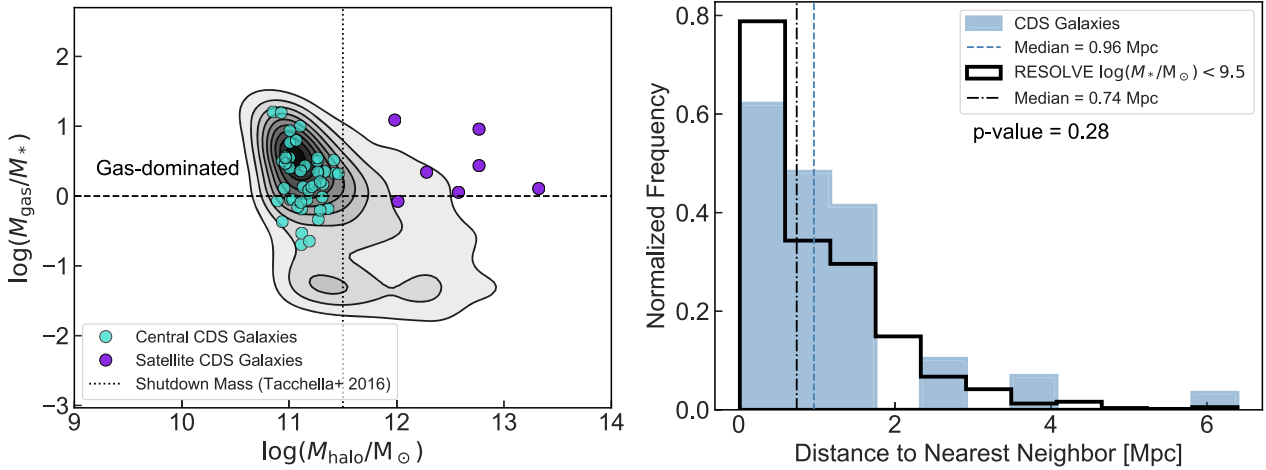 2
1
0
−1
−2
−3
log(M_gas/M_*)
Gas-dominated
Central CDS Galaxies
Satellite CDS Galaxies
Shutdown Mass (Tacchella+ 2016)
9 10 11 12 13 14
log(M_halo/M_⊙)
0.8
0.6
0.4
0.2
0.0
Normalized Frequency
CDS Galaxies
Median = 0.96 Mpc
RESOLVE log(M_*/M_⊙) < 9.5
Median = 0.74 Mpc
p-value = 0.28
0 2 4 6
Distance to Nearest Neighbor [Mpc]